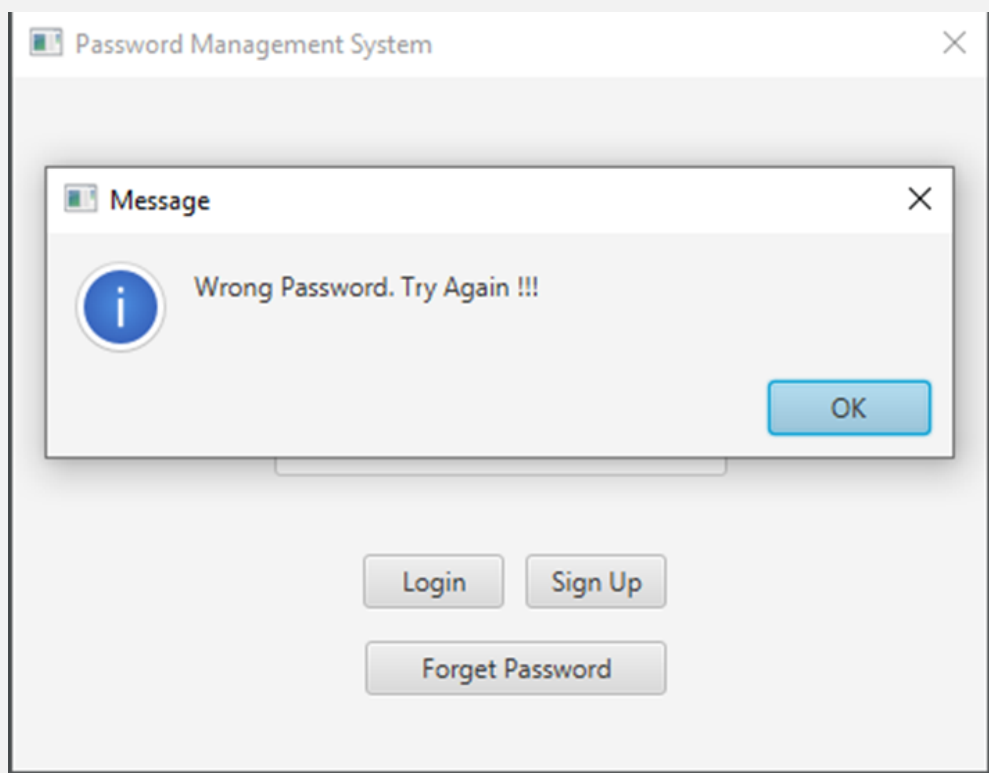 Password Management System
Message
Wrong Password. Try Again !!!
OK
Login
Sign Up
Forget Password